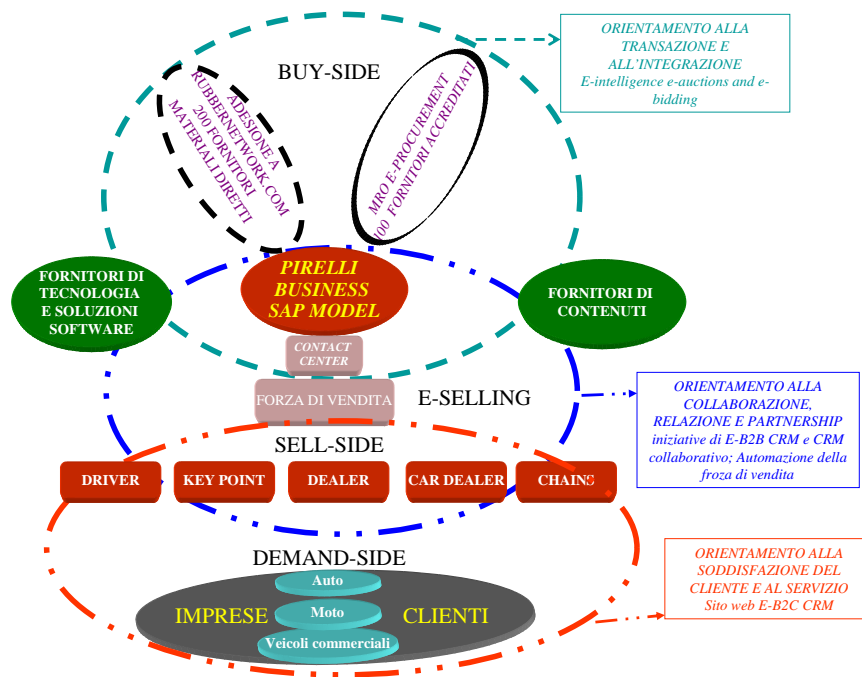 ORIENTAMENTO ALLA
TRANSAZIONE E
ALL'INTEGRAZIONE
E-intelligence e-auctions and e-
bidding
BUY-SIDE
ADESIONE A
RUBBERNETWORK.COM
200 FORNITORI
MATERIALI DIRETTI
MRO E-PROCUREMENT
100 FORNITORI ACCREDITATI
FORNITORI DI
TECNOLOGIA
E SOLUZIONI
SOFTWARE
PIRELLI
BUSINESS
SAP MODEL
FORNITORI DI
CONTENUTI
CONTACT
CENTER
FORZA DI VENDITA
E-SELLING
ORIENTAMENTO ALLA
COLLABORAZIONE,
RELAZIONE E PARTNERSHIP
iniziative di E-B2B CRM e CRM
collaborativo; Automazione della
froza di vendita
SELL-SIDE
DRIVER
KEY POINT
DEALER
CAR DEALER
CHAINS
DEMAND-SIDE
ORIENTAMENTO ALLA
SODDISFAZIONE DEL
CLIENTE E AL SERVIZIO
Sito web E-B2C CRM
Auto
IMPRESE
Moto
CLIENTI
Veicoli commerciali